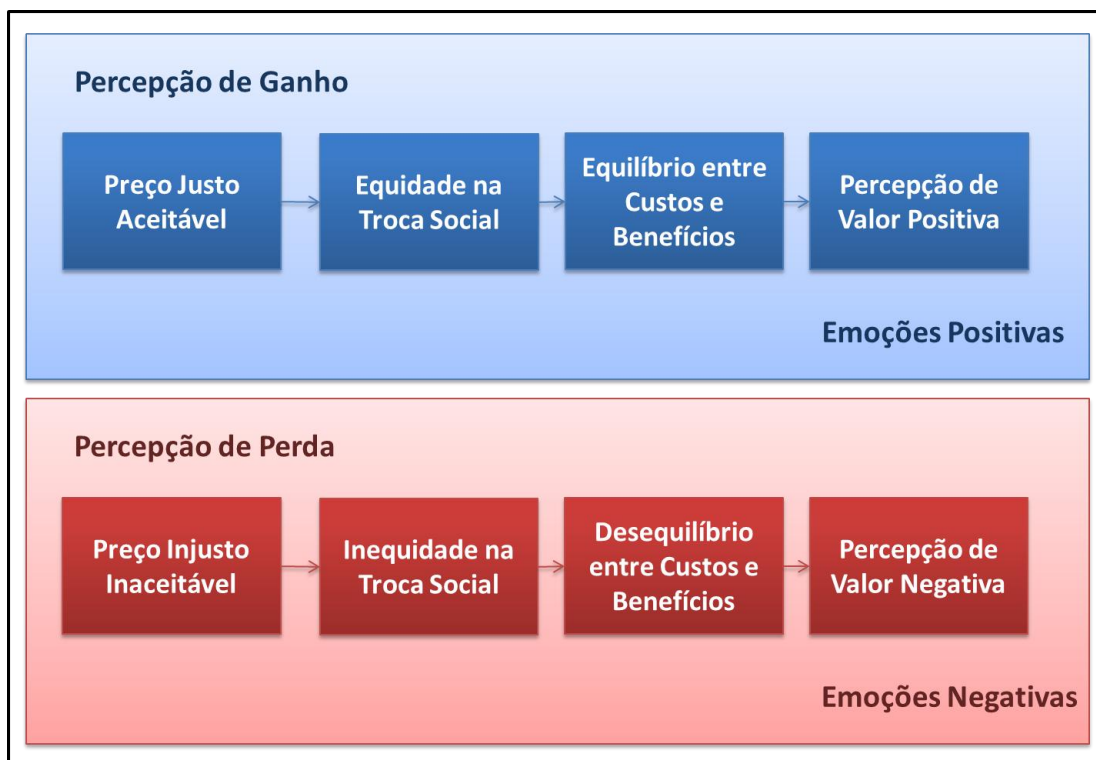 Percepção de Ganho
Preço Justo
Aceitável
Equidade na
Troca Social
Equilíbrio entre
Custos e
Benefícios
Percepção de
Valor Positiva
Emoções Positivas
Percepção de Perda
Preço Injusto
Inaceitável
Inequidade na
Troca Social
Desequilíbrio
entre Custos e
Benefícios
Percepção de
Valor Negativa
Emoções Negativas